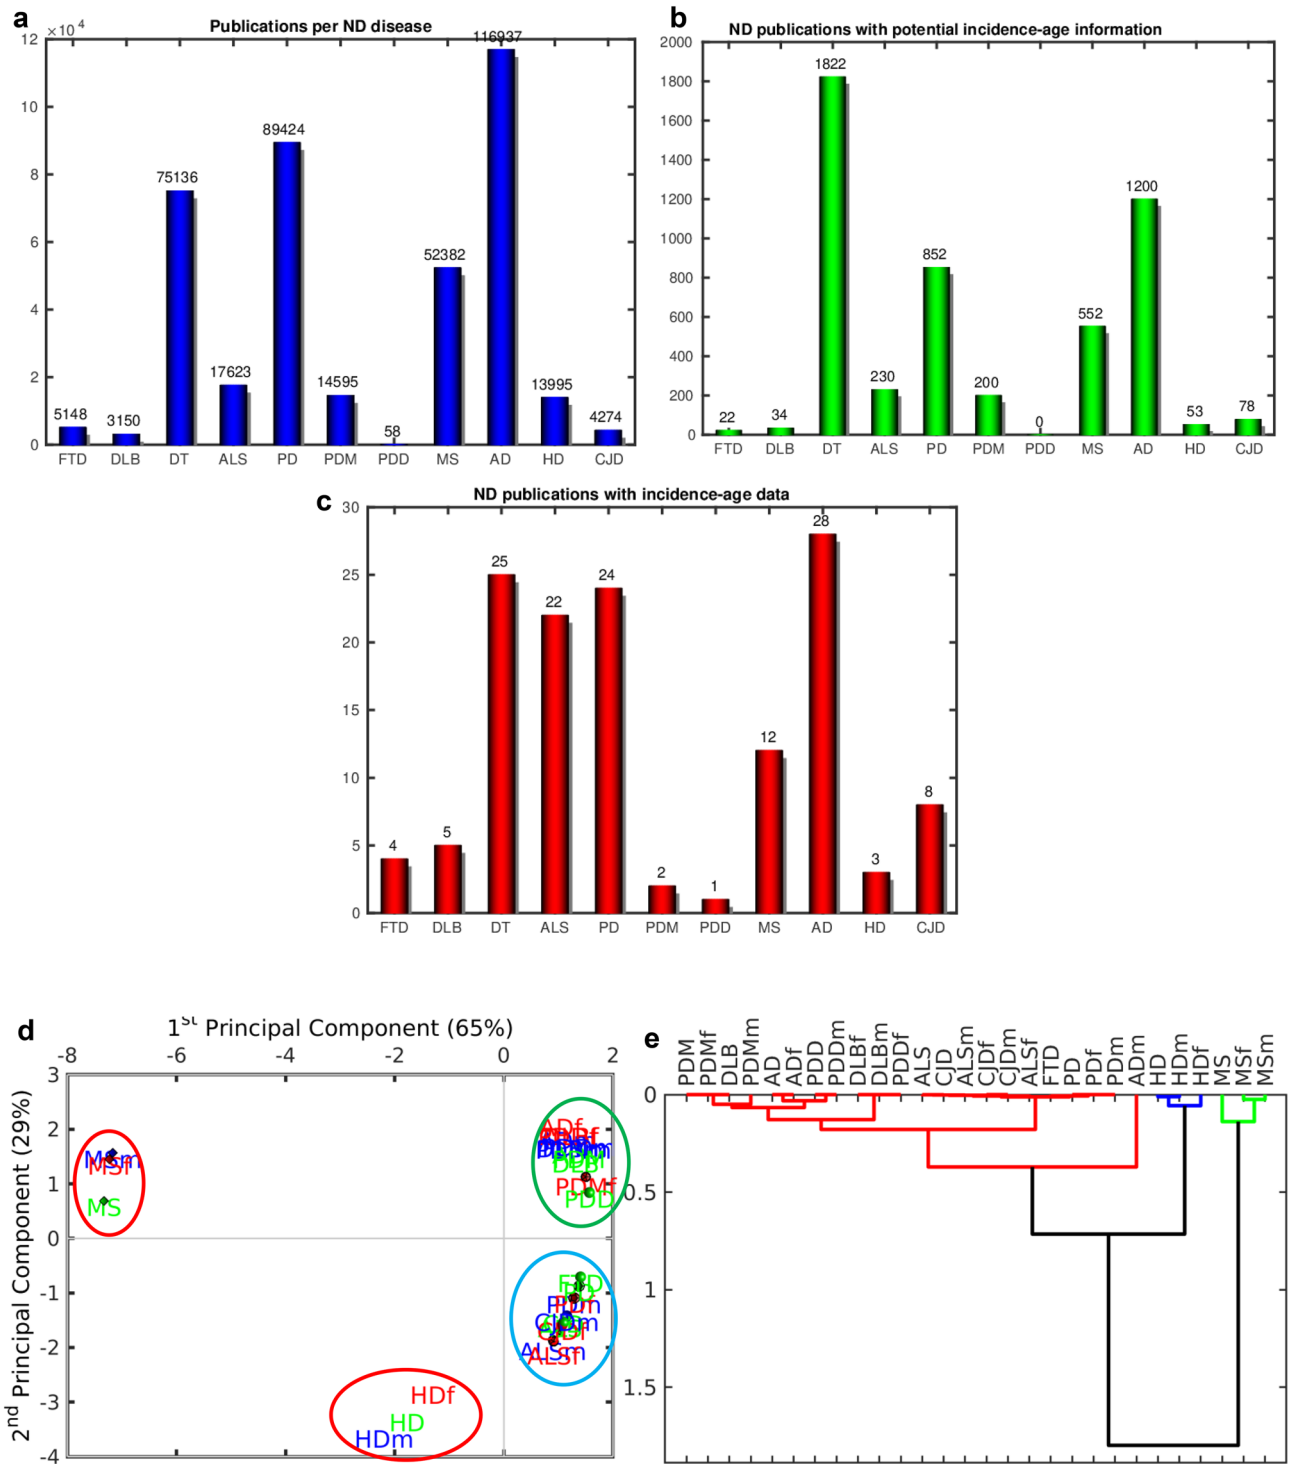 a
Publications per ND disease
×10⁴
12
10
8
6
4
2
0
5148
3150
75136
17623
89424
14595
58
52382
116937
13995
4274
FTD DLB DT ALS PD PDM PDD MS AD HD CJD
b
ND publications with potential incidence-age information
2000
1800
1600
1400
1200
1000
800
600
400
200
0
22
34
1822
230
852
200
0
552
1200
53
78
FTD DLB DT ALS PD PDM PDD MS AD HD CJD
c
ND publications with incidence-age data
30
25
20
15
10
5
0
4
5
25
22
24
2
1
12
28
3
8
FTD DLB DT ALS PD PDM PDD MS AD HD CJD
d
1st Principal Component (65%)
-8 -6 -4 -2 0 2
2nd Principal Component (29%)
3
2
1
0
-1
-2
-3
-4
MSm
MSf
MS
ADf
DLB
PDMf
PDD
FTD
PDm
PDf
CJDm
CJDf
ALSm
ALSf
HDf
HD
HDm
e
PDM PDMf DLB PDMm AD ADf PDD PDDm DLBf DLBm PDDf ALS CJD ALSm CJDf CJDm ALSf FTD PD PDf PDm ADm HD HDm HDf MS MSf MSm
0
0.5
1
1.5